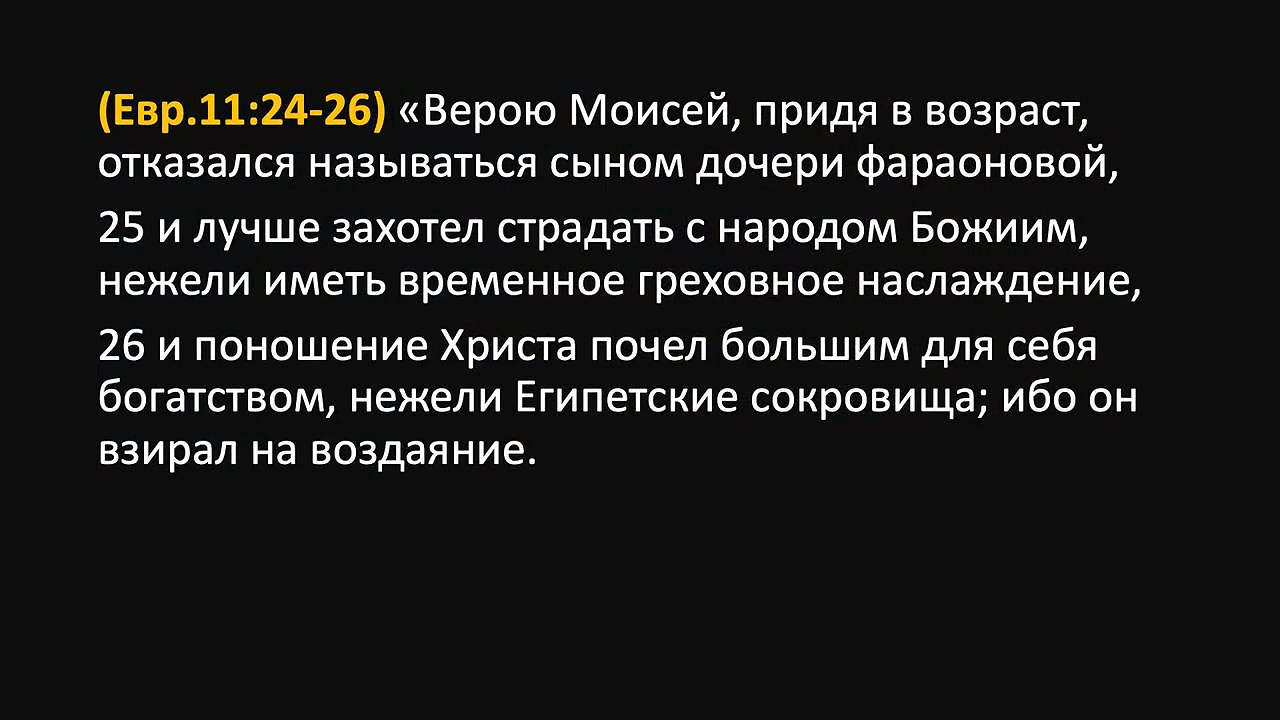 (Евр.11:24-26) «Верою Моисей, придя в возраст,
отказался называться сыном дочери фараоновой,
25 и лучше захотел страдать с народом Божиим,
нежели иметь временное греховное наслаждение,
26 и поношение Христа почел большим для себя
богатством, нежели Египетские сокровища; ибо он
взирал на воздаяние.